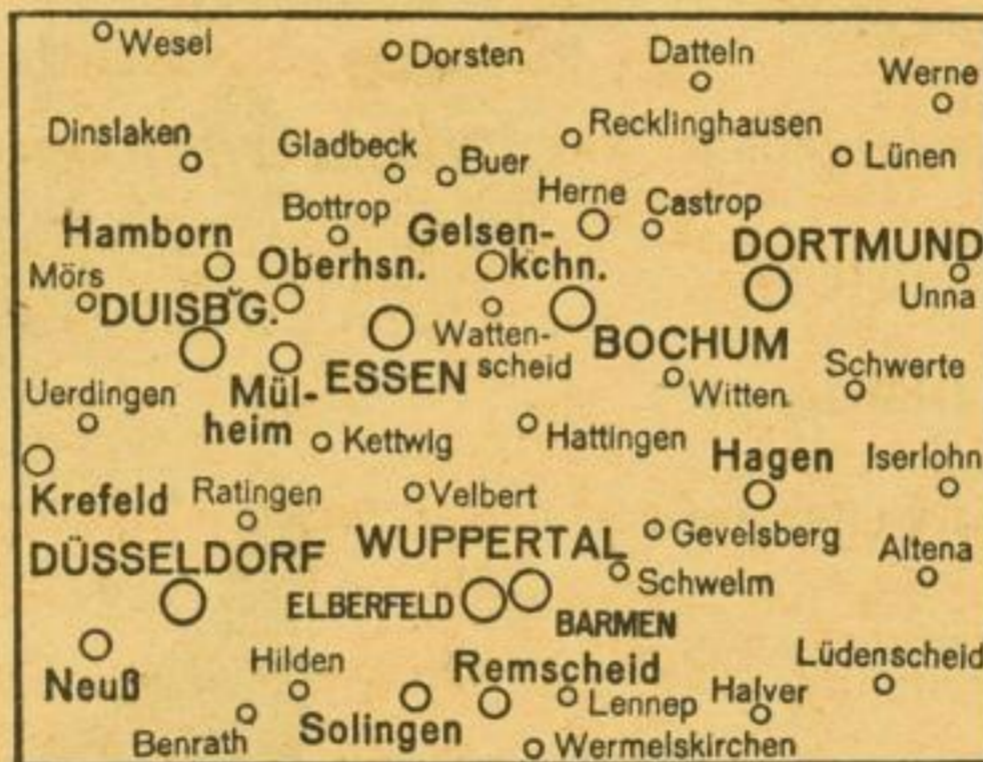 Wesel
Dorsten
Datteln
Werne
Dinslaken
Gladbeck
Buer
Recklinghausen
Lünen
Bottrop
Herne
Castrop
Hamborn
Gelsen-
kchn.
Oberhsn.
DORTMUND
Mörs
DUISB'G.
Unna
Watten-
scheid
BOCHUM
ESSEN
Mül-
heim
Witten
Schwerte
Uerdingen
Kettwig
Hattingen
Hagen
Iserlohn
Krefeld
Ratingen
Velbert
DÜSSELDORF
WUPPERTAL
Gevelsberg
Altena
Schwelm
ELBERFELD
BARMEN
Neuß
Hilden
Remscheid
Lüdenscheid
Lennep
Halver
Benrath
Solingen
Wermelskirchen